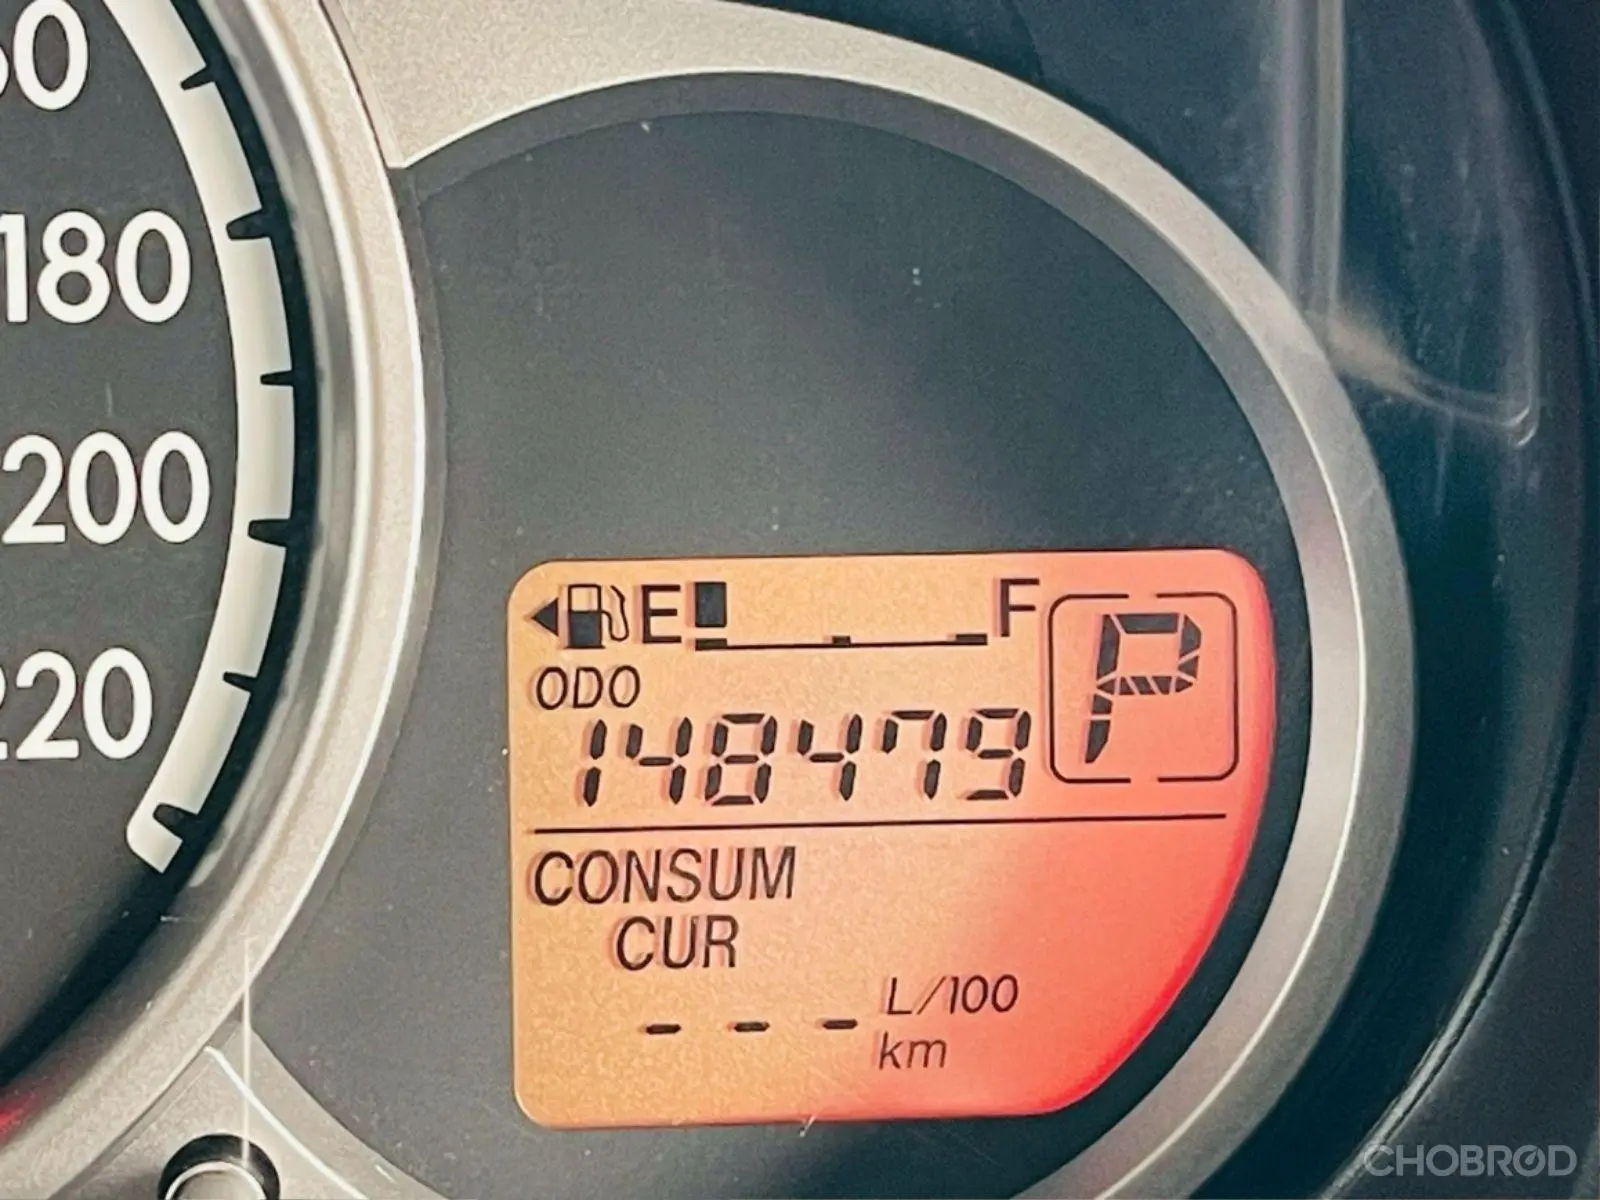 180
200
220
E F
P
ODO
148479
CONSUM
CUR
--- L/100
km
CHOBROD